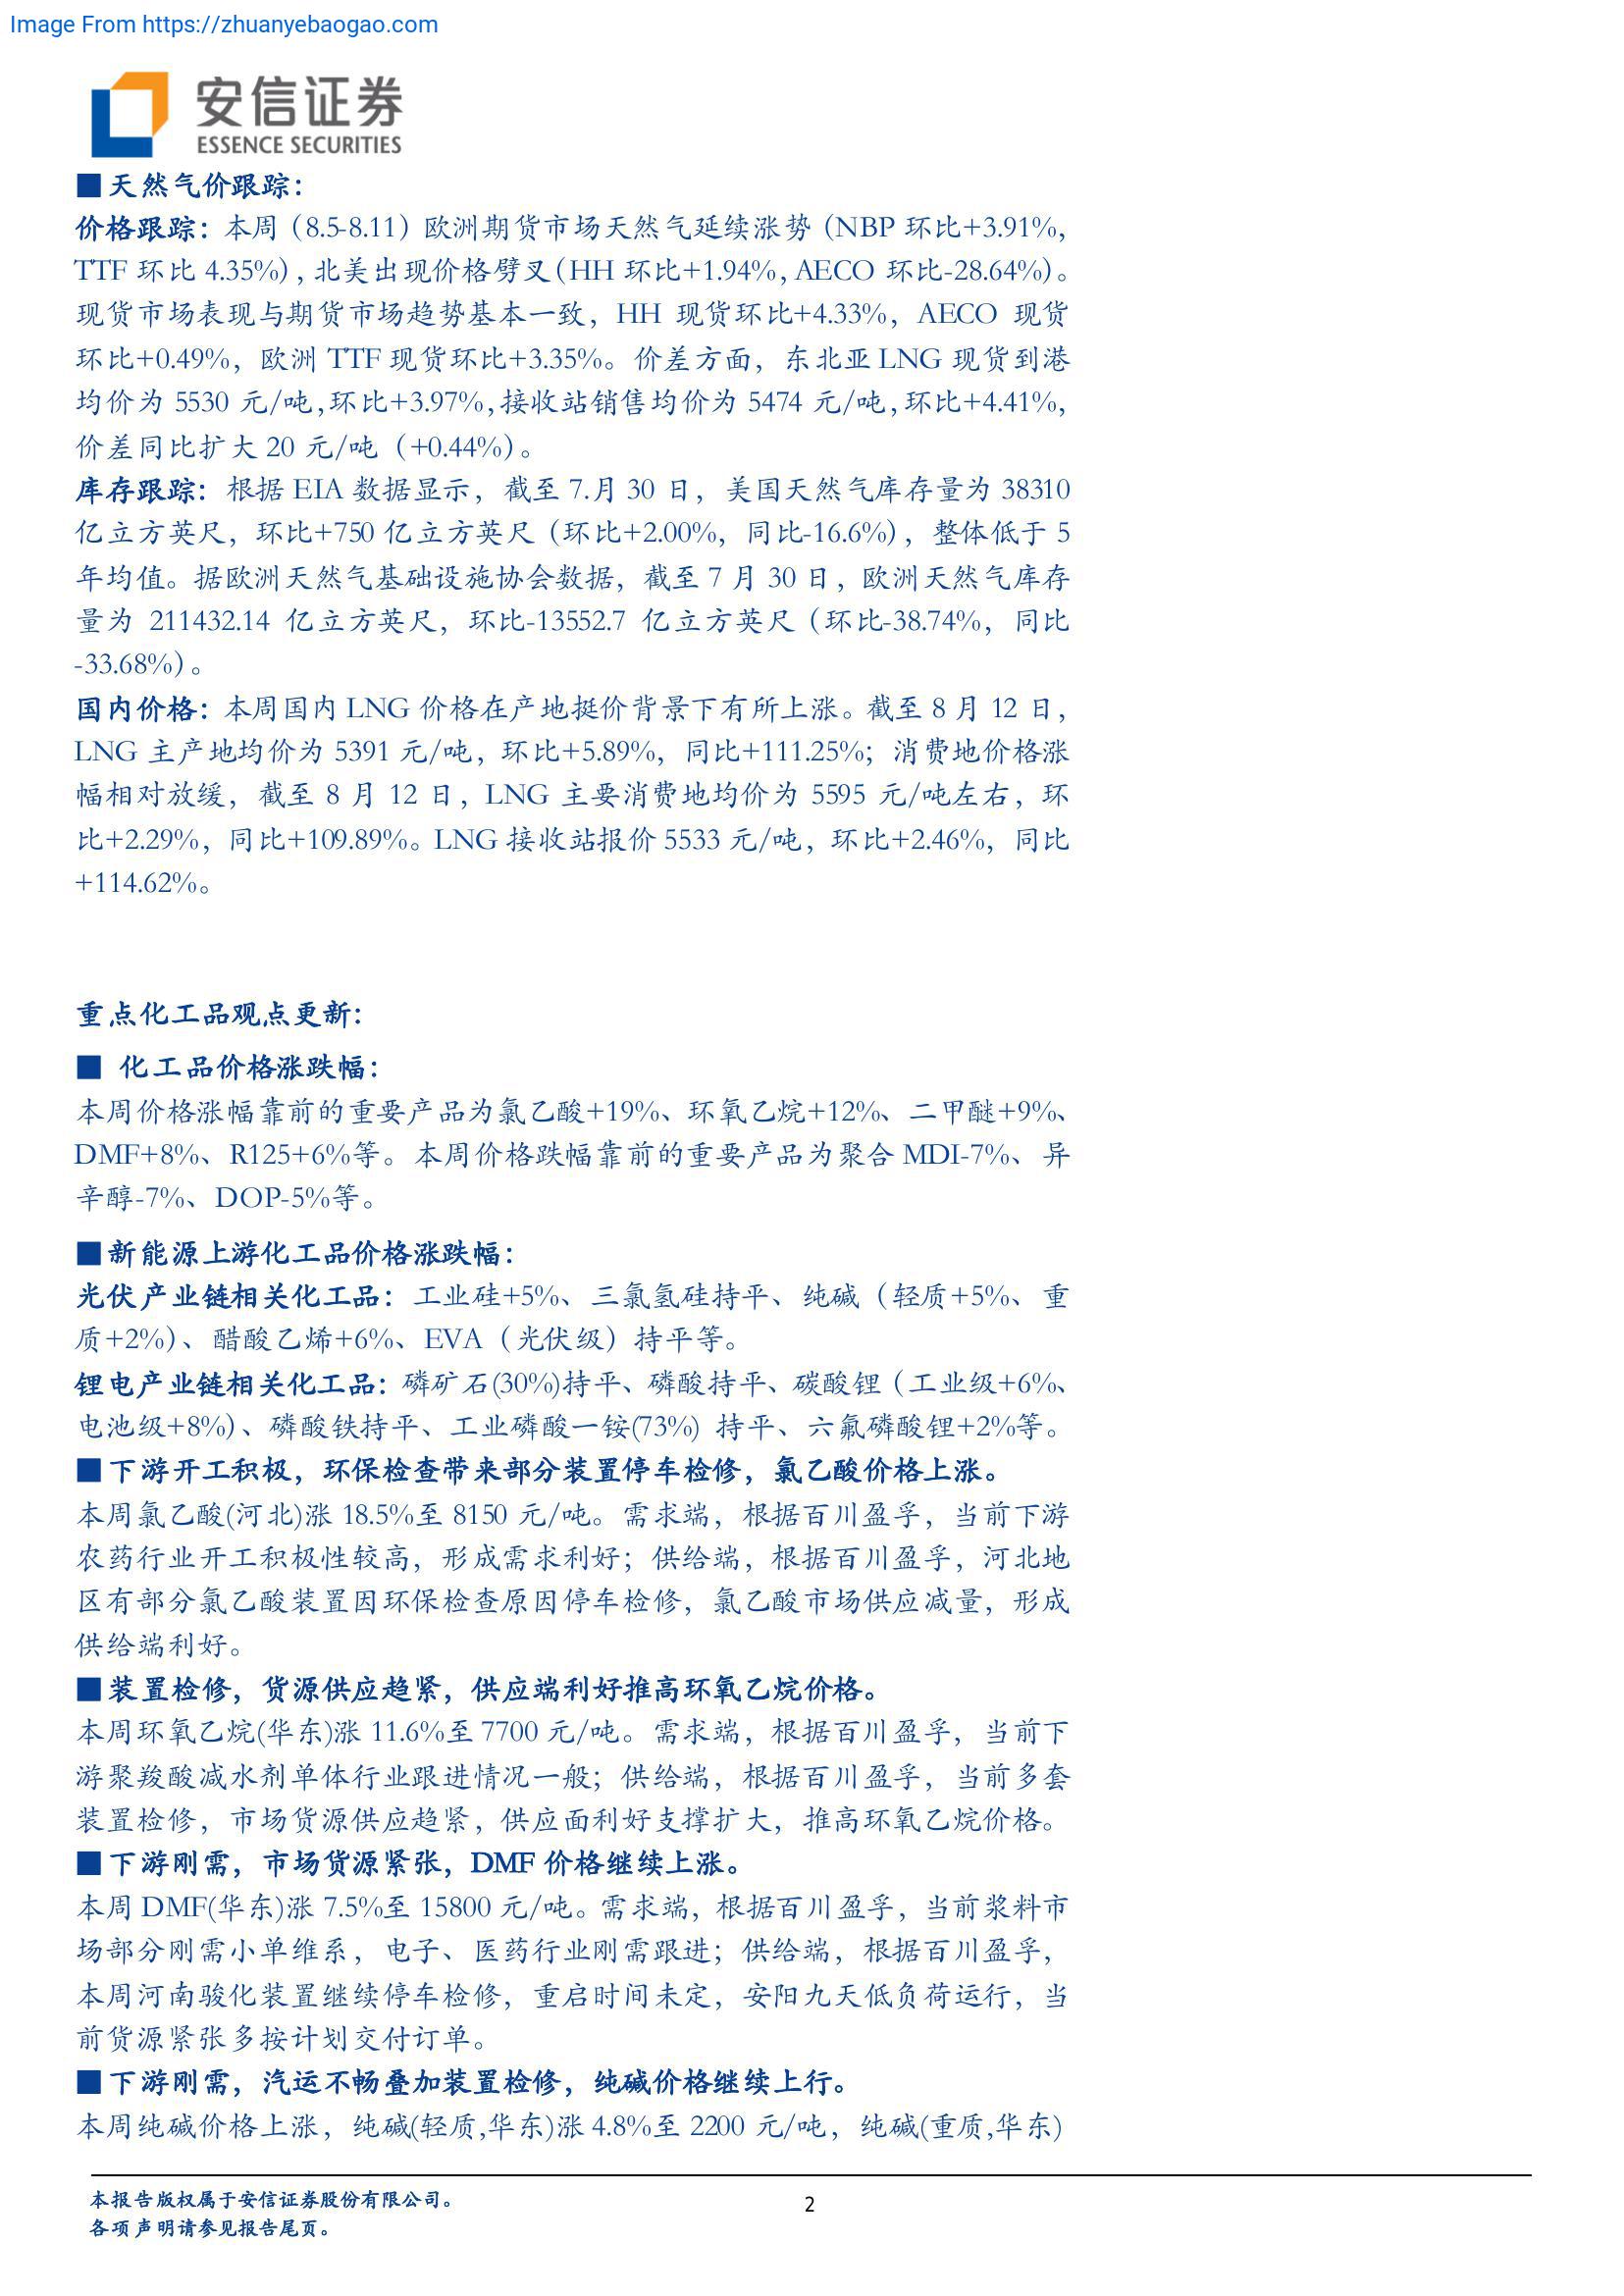 Image From https://zhuanyebaogao.com
安信证券
ESSENCE SECURITIES
■天然气价跟踪：
价格跟踪：本周（8.5-8.11）欧洲期货市场天然气延续涨势（NBP 环比+3.91%，
TTF 环比 4.35%），北美出现价格劈叉（HH 环比+1.94%，AECO 环比-28.64%）。
现货市场表现与期货市场趋势基本一致，HH 现货环比+4.33%，AECO 现货
环比+0.49%，欧洲 TTF 现货环比+3.35%。价差方面，东北亚 LNG 现货到港
均价为 5530 元/吨，环比+3.97%，接收站销售均价为 5474 元/吨，环比+4.41%，
价差同比扩大 20 元/吨（+0.44%）。
库存跟踪：根据 EIA 数据显示，截至 7.月 30 日，美国天然气库存量为 38310
亿立方英尺，环比+750 亿立方英尺（环比+2.00%，同比-16.6%），整体低于 5
年均值。据欧洲天然气基础设施协会数据，截至 7 月 30 日，欧洲天然气库存
量为 211432.14 亿立方英尺，环比-13552.7 亿立方英尺（环比-38.74%，同比
-33.68%）。
国内价格：本周国内 LNG 价格在产地挺价背景下有所上涨。截至 8 月 12 日，
LNG 主产地均价为 5391 元/吨，环比+5.89%，同比+111.25%；消费地价格涨
幅相对放缓，截至 8 月 12 日，LNG 主要消费地均价为 5595 元/吨左右，环
比+2.29%，同比+109.89%。LNG 接收站报价 5533 元/吨，环比+2.46%，同比
+114.62%。
重点化工品观点更新：
■ 化工品价格涨跌幅：
本周价格涨幅靠前的重要产品为氯乙酸+19%、环氧乙烷+12%、二甲醚+9%、
DMF+8%、R125+6%等。本周价格跌幅靠前的重要产品为聚合 MDI-7%、异
辛醇-7%、DOP-5%等。
■新能源上游化工品价格涨跌幅：
光伏产业链相关化工品：工业硅+5%、三氯氢硅持平、纯碱（轻质+5%、重
质+2%）、醋酸乙烯+6%、EVA（光伏级）持平等。
锂电产业链相关化工品：磷矿石(30%)持平、磷酸持平、碳酸锂（工业级+6%、
电池级+8%）、磷酸铁持平、工业磷酸一铵(73%) 持平、六氟磷酸锂+2%等。
■下游开工积极，环保检查带来部分装置停车检修，氯乙酸价格上涨。
本周氯乙酸(河北)涨 18.5%至 8150 元/吨。需求端，根据百川盈孚，当前下游
农药行业开工积极性较高，形成需求利好；供给端，根据百川盈孚，河北地
区有部分氯乙酸装置因环保检查原因停车检修，氯乙酸市场供应减量，形成
供给端利好。
■装置检修，货源供应趋紧，供应端利好推高环氧乙烷价格。
本周环氧乙烷(华东)涨 11.6%至 7700 元/吨。需求端，根据百川盈孚，当前下
游聚羧酸减水剂单体行业跟进情况一般；供给端，根据百川盈孚，当前多套
装置检修，市场货源供应趋紧，供应面利好支撑扩大，推高环氧乙烷价格。
■下游刚需，市场货源紧张，DMF 价格继续上涨。
本周 DMF(华东)涨 7.5%至 15800 元/吨。需求端，根据百川盈孚，当前浆料市
场部分刚需小单维系，电子、医药行业刚需跟进；供给端，根据百川盈孚，
本周河南骏化装置继续停车检修，重启时间未定，安阳九天低负荷运行，当
前货源紧张多按计划交付订单。
■下游刚需，汽运不畅叠加装置检修，纯碱价格继续上行。
本周纯碱价格上涨，纯碱(轻质,华东)涨 4.8%至 2200 元/吨，纯碱(重质,华东)
本报告版权属于安信证券股份有限公司。
2
各项声明请参见报告尾页。